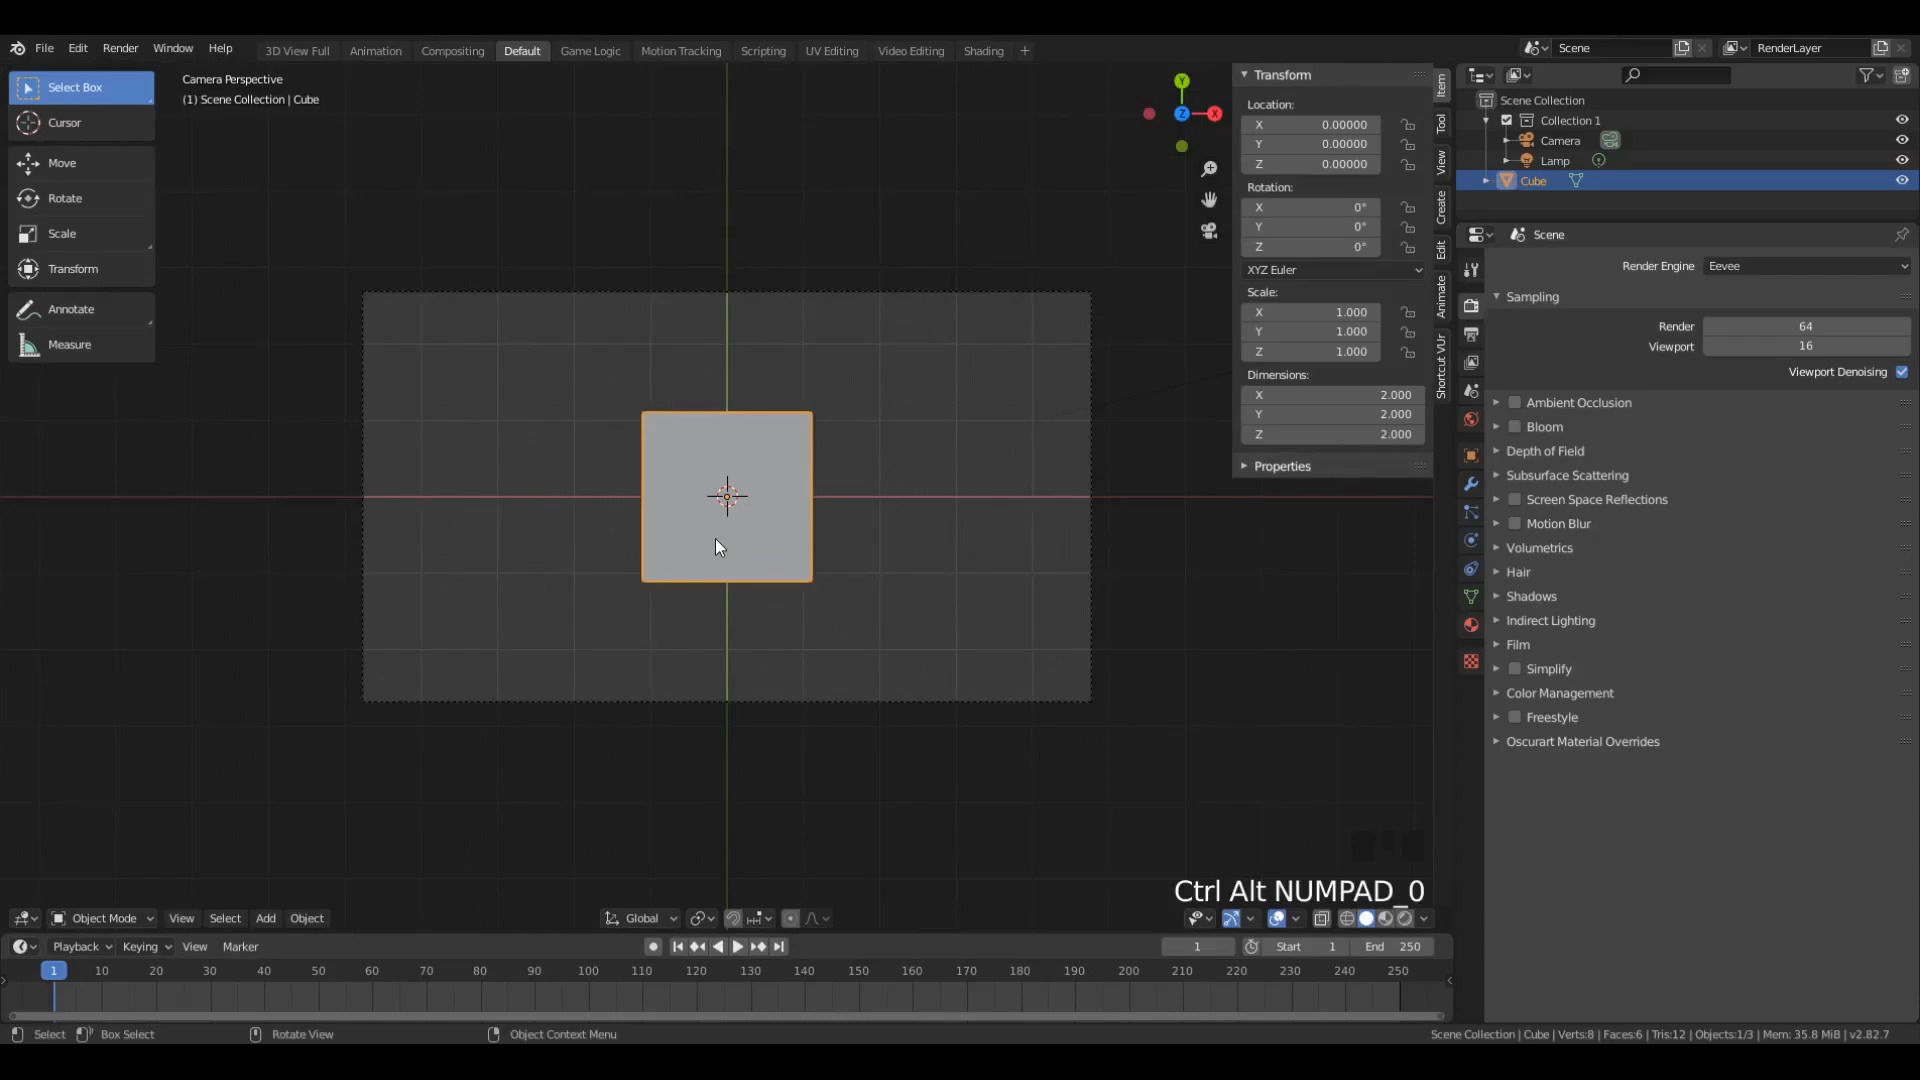 File Edit Render Window Help
3D View Full Animation Compositing Default Game Logic Motion Tracking Scripting UV Editing Video Editing Shading +
Scene
RenderLayer
Select Box
Cursor
Move
Rotate
Scale
Transform
Annotate
Measure
Camera Perspective
(1) Scene Collection | Cube
Y
Z
X
Transform
Location:
X 0.00000
Y 0.00000
Z 0.00000
Rotation:
X 0°
Y 0°
Z 0°
XYZ Euler
Scale:
X 1.000
Y 1.000
Z 1.000
Dimensions:
X 2.000
Y 2.000
Z 2.000
Properties
Item
Tool
View
Create
Edit
Animate
Shortcut VUr
Scene Collection
Collection 1
Camera
Lamp
Cube
Scene
Render Engine Eevee
Sampling
Render 64
Viewport 16
Viewport Denoising
Ambient Occlusion
Bloom
Depth of Field
Subsurface Scattering
Screen Space Reflections
Motion Blur
Volumetrics
Hair
Shadows
Indirect Lighting
Film
Simplify
Color Management
Freestyle
Oscurart Material Overrides
Ctrl Alt NUMPAD_0
Object Mode View Select Add Object
Global
Playback Keying View Marker
1 Start 1 End 250
1 10 20 30 40 50 60 70 80 90 100 110 120 130 140 150 160 170 180 190 200 210 220 230 240 250
Select Box Select Rotate View Object Context Menu
Scene Collection | Cube | Verts:8 | Faces:6 | Tris:12 | Objects:1/3 | Mem: 35.8 MiB | v2.82.7